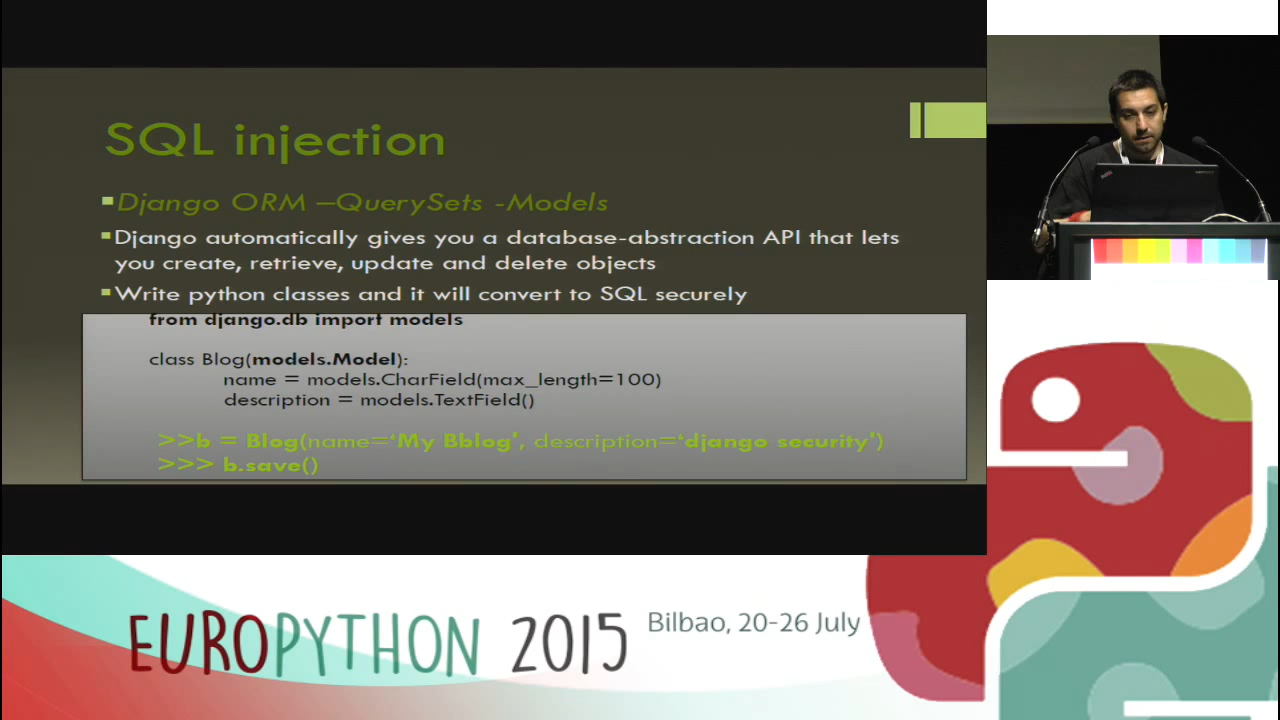 SQL injection
Django ORM –QuerySets -Models
Django automatically gives you a database-abstraction API that lets
you create, retrieve, update and delete objects
Write python classes and it will convert to SQL securely
from django.db import models
class Blog(models.Model):
name = models.CharField(max_length=100)
description = models.TextField()
>>b = Blog(name=‘My Bblog’, description=‘django security’)
>>> b.save()
EUROPYTHON 2015
Bilbao, 20-26 July